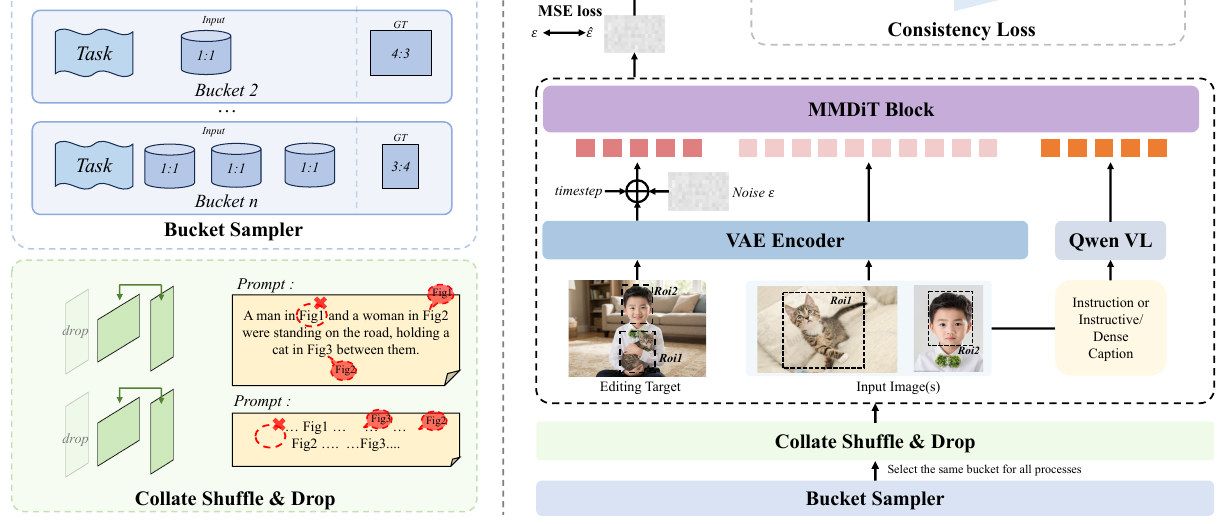 Input
GT
Task
1:1
4:3
Bucket 2
...
Input
GT
Task
1:1
1:1
1:1
3:4
Bucket n
Bucket Sampler
drop
Prompt :
Fig1
A man in Fig1 and a woman in Fig2
were standing on the road, holding a
cat in Fig3 between them.
Fig2
drop
Prompt :
Fig3
Fig2
... Fig1 ... ... ...
Fig2 .... ...Fig3....
Collate Shuffle & Drop
MSE loss
ε ε̂
Consistency Loss
MMDiT Block
timestep
Noise ε
VAE Encoder
Qwen VL
Roi2
Roi1
Editing Target
Roi1
Roi2
Input Image(s)
Instruction or
Instructive/
Dense
Caption
Collate Shuffle & Drop
Select the same bucket for all processes
Bucket Sampler